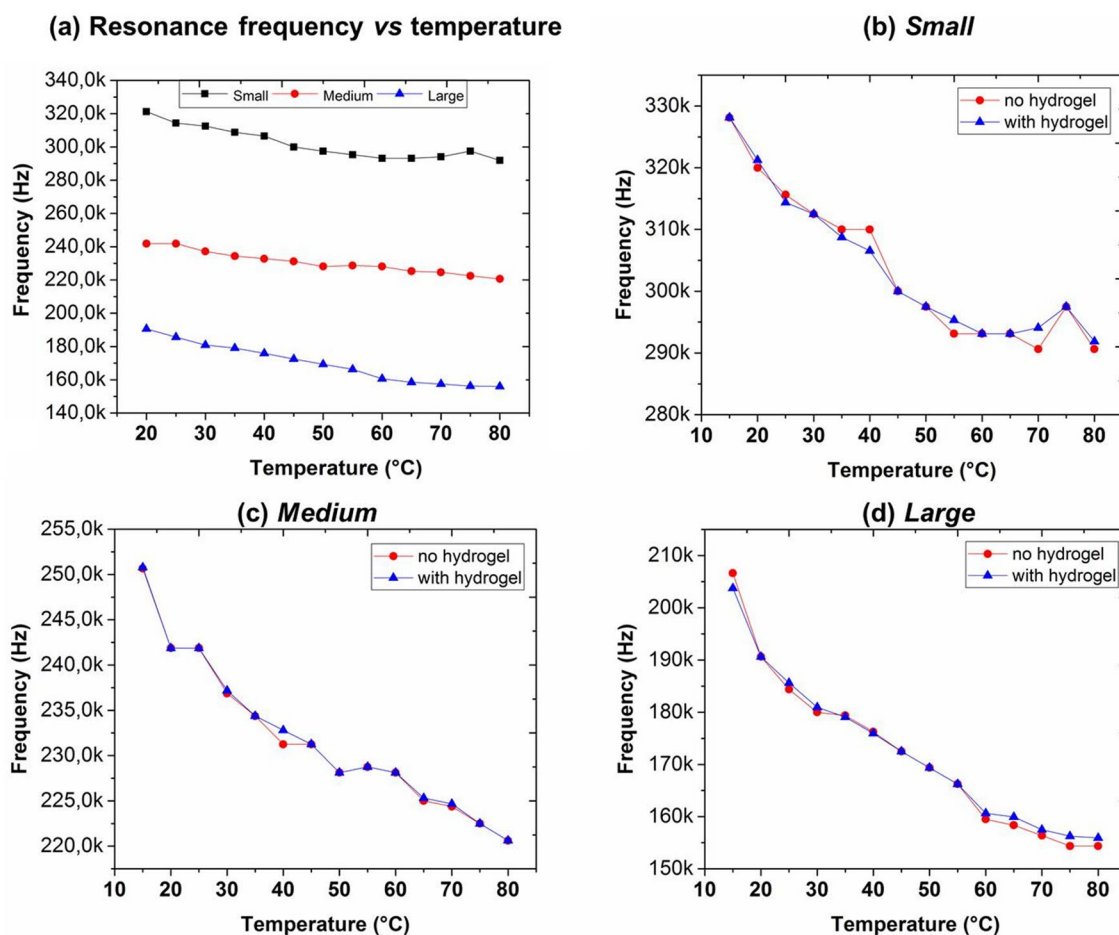 (a) Resonance frequency vs temperature
340,0k
320,0k
300,0k
280,0k
260,0k
240,0k
220,0k
200,0k
180,0k
160,0k
140,0k
Frequency (Hz)
Small Medium Large
20 30 40 50 60 70 80
Temperature (°C)
(b) Small
330k
320k
310k
300k
290k
280k
Frequency (Hz)
no hydrogel
with hydrogel
10 20 30 40 50 60 70 80
Temperature (°C)
(c) Medium
255,0k
250,0k
245,0k
240,0k
235,0k
230,0k
225,0k
220,0k
Frequency (Hz)
no hydrogel
with hydrogel
10 20 30 40 50 60 70 80
Temperature (°C)
(d) Large
210k
200k
190k
180k
170k
160k
150k
Frequency (Hz)
no hydrogel
with hydrogel
10 20 30 40 50 60 70 80
Temperature (°C)